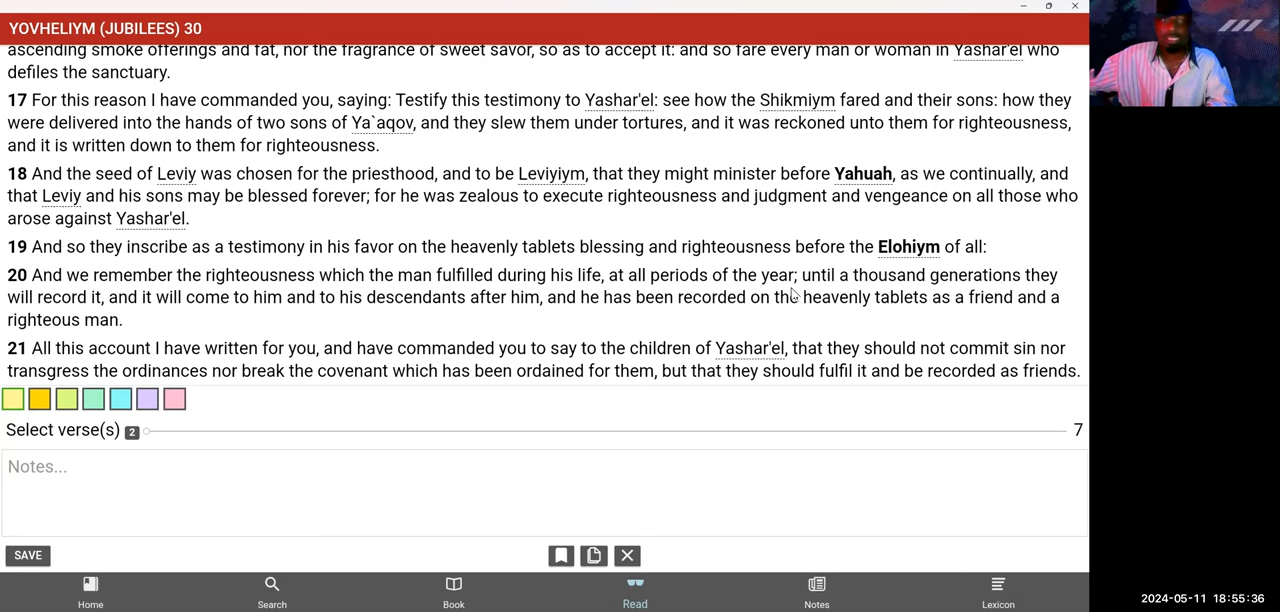 YOVHELIYM (JUBILEES) 30
ascending smoke offerings and fat, nor the fragrance of sweet savor, so as to accept it: and so fare every man or woman in Yashar'el who
defiles the sanctuary.
17 For this reason I have commanded you, saying: Testify this testimony to Yashar'el: see how the Shikmiym fared and their sons: how they
were delivered into the hands of two sons of Ya`aqov, and they slew them under tortures, and it was reckoned unto them for righteousness,
and it is written down to them for righteousness.
18 And the seed of Leviy was chosen for the priesthood, and to be Leviyiym, that they might minister before Yahuah, as we continually, and
that Leviy and his sons may be blessed forever; for he was zealous to execute righteousness and judgment and vengeance on all those who
arose against Yashar'el.
19 And so they inscribe as a testimony in his favor on the heavenly tablets blessing and righteousness before the Elohiym of all:
20 And we remember the righteousness which the man fulfilled during his life, at all periods of the year; until a thousand generations they
will record it, and it will come to him and to his descendants after him, and he has been recorded on the heavenly tablets as a friend and a
righteous man.
21 All this account I have written for you, and have commanded you to say to the children of Yashar'el, that they should not commit sin nor
transgress the ordinances nor break the covenant which has been ordained for them, but that they should fulfil it and be recorded as friends.
Select verse(s) 2 7
Notes...
SAVE
Home Search Book Read Notes Lexicon
2024-05-11 18:55:36